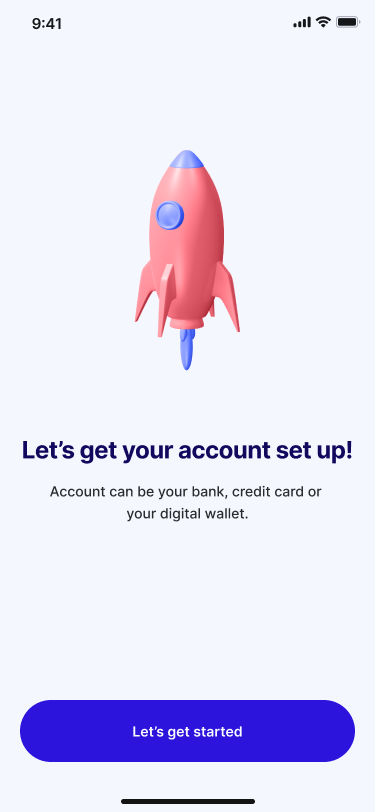 9:41
Let’s get your account set up!
Account can be your bank, credit card or
your digital wallet.
Let’s get started